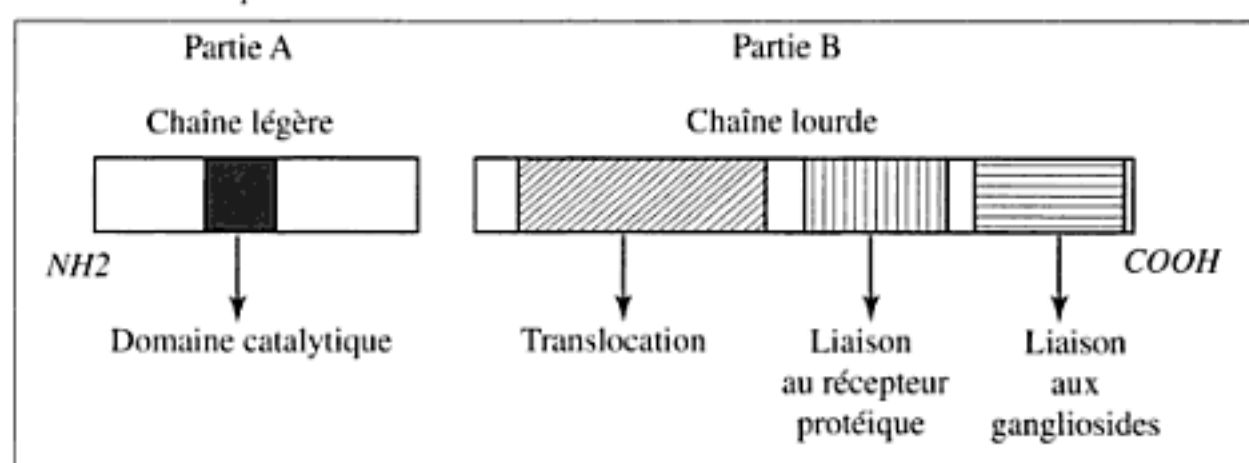 Partie A
Partie B
Chaîne légère
Chaîne lourde
NH2
COOH
Domaine catalytique
Translocation
Liaison
au récepteur
protéique
Liaison
aux
gangliosides